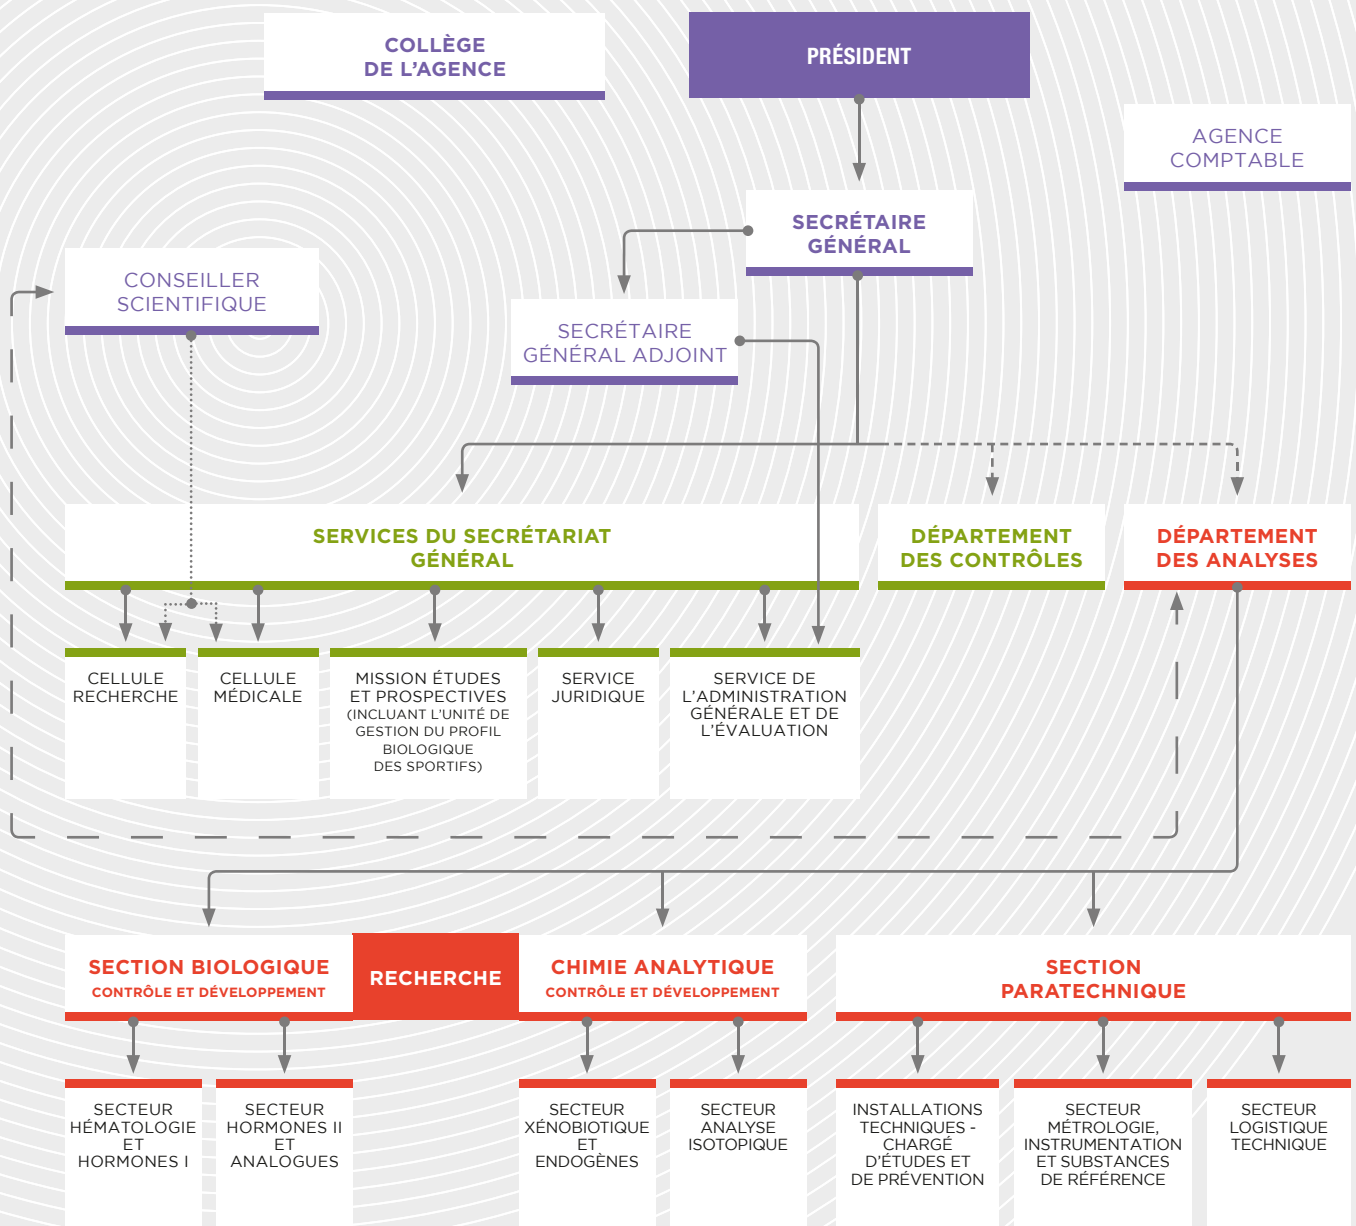 COLLÈGE
DE L'AGENCE
PRÉSIDENT
AGENCE
COMPTABLE
SECRÉTAIRE
GÉNÉRAL
CONSEILLER
SCIENTIFIQUE
SECRÉTAIRE
GÉNÉRAL ADJOINT
SERVICES DU SECRÉTARIAT
GÉNÉRAL
DÉPARTEMENT
DES CONTRÔLES
DÉPARTEMENT
DES ANALYSES
CELLULE
RECHERCHE
CELLULE
MÉDICALE
MISSION ÉTUDES
ET PROSPECTIVES
(INCLUANT L'UNITÉ DE
GESTION DU PROFIL
BIOLOGIQUE
DES SPORTIFS)
SERVICE
JURIDIQUE
SERVICE DE
L'ADMINISTRATION
GÉNÉRALE ET DE
L'ÉVALUATION
SECTION BIOLOGIQUE
CONTRÔLE ET DÉVELOPPEMENT
RECHERCHE
CHIMIE ANALYTIQUE
CONTRÔLE ET DÉVELOPPEMENT
SECTION
PARATECHNIQUE
SECTEUR
HÉMATOLOGIE
ET
HORMONES I
SECTEUR
HORMONES II
ET
ANALOGUES
SECTEUR
XÉNOBIOTIQUE
ET
ENDOGÈNES
SECTEUR
ANALYSE
ISOTOPIQUE
INSTALLATIONS
TECHNIQUES -
CHARGÉ
D'ÉTUDES ET
DE PRÉVENTION
SECTEUR
MÉTROLOGIE,
INSTRUMENTATION
ET SUBSTANCES
DE RÉFÉRENCE
SECTEUR
LOGISTIQUE
TECHNIQUE